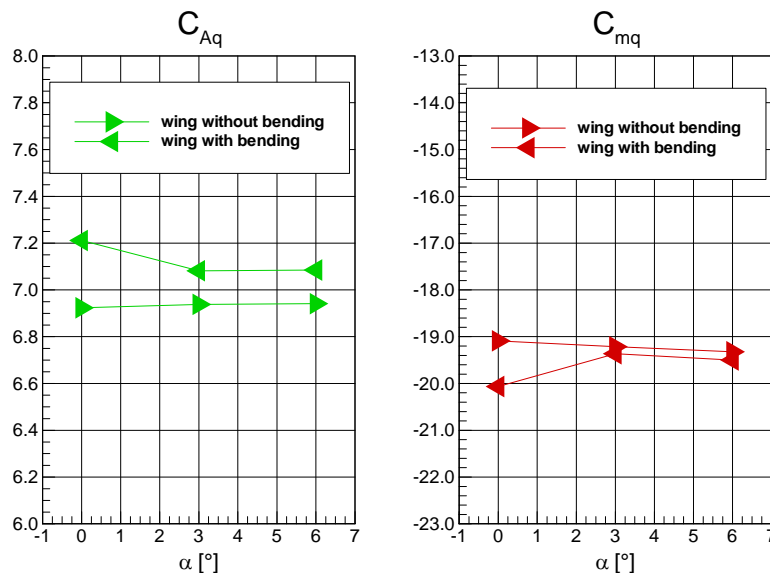 C_Aq
8.0
7.8
7.6
7.4
7.2
7.0
6.8
6.6
6.4
6.2
6.0
wing without bending
wing with bending
-1 0 1 2 3 4 5 6 7
α [°]
C_mq
-13.0
-14.0
-15.0
-16.0
-17.0
-18.0
-19.0
-20.0
-21.0
-22.0
-23.0
wing without bending
wing with bending
-1 0 1 2 3 4 5 6 7
α [°]